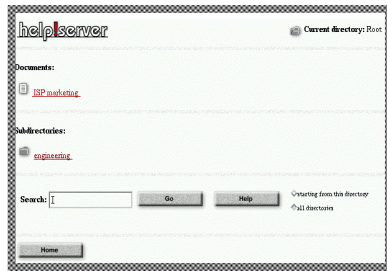 help!server
Current directory: Root
Documents:
ISP marketing
Subdirectories:
engineering
Search:
Go
Help
starting from this directory
all directories
Home